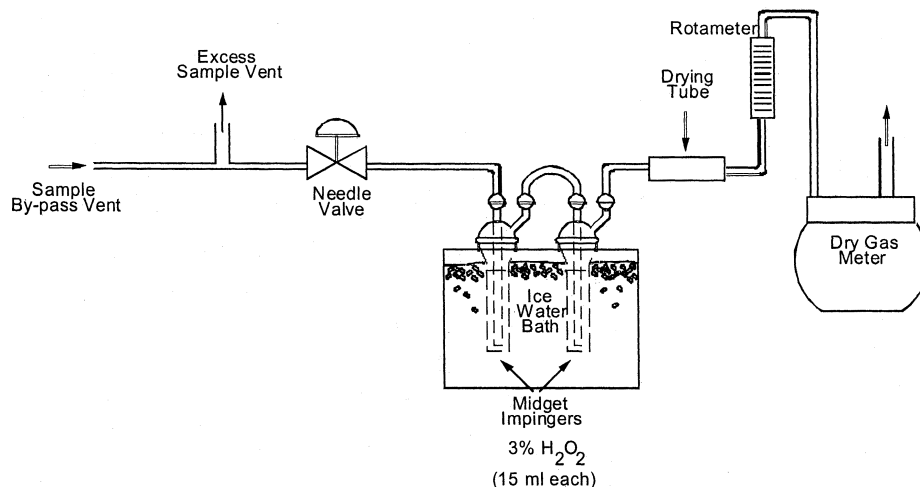 Rotameter
Excess
Sample Vent
Drying
Tube
Sample
By-pass Vent
Needle
Valve
Dry Gas
Meter
Ice
Water
Bath
Midget
Impingers
3% H₂O₂
(15 ml each)